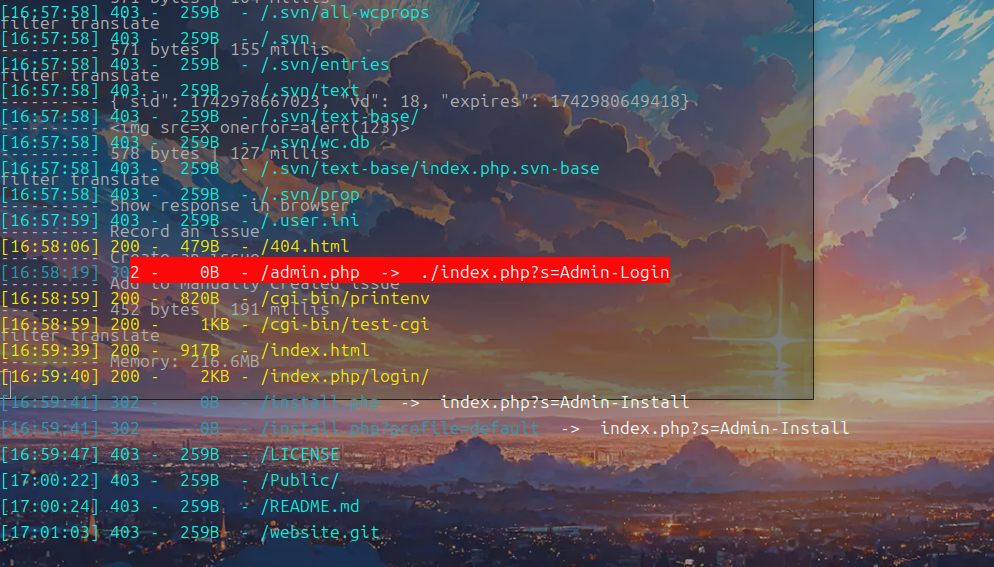 571 bytes | 104 millis
[16:57:58] 403 -   259B  - /.svn/all-wcprops
filter translate
[16:57:58] 403 -   259B  - /.svn
---------- 571 bytes | 155 millis
[16:57:58] 403 -   259B  - /.svn/entries
filter translate
[16:57:58] 403 -   259B  - /.svn/text
---------- {"sid": 1742978667023, "vd": 18, "expires": 1742980649418}
[16:57:58] 403 -   259B  - /.svn/text-base/
---------- <img src=x onerror=alert(123)>
[16:57:58] 403 -   259B  - /.svn/wc.db
---------- 578 bytes | 127 millis
[16:57:58] 403 -   259B  - /.svn/text-base/index.php.svn-base
filter translate
[16:57:58] 403 -   259B  - /.svn/prop
---------- Show response in browser
[16:57:59] 403 -   259B  - /.user.ini
---------- Record an issue
[16:58:06] 200 -   479B  - /404.html
---------- Create an issue
[16:58:19] 302 -     0B  - /admin.php  ->  ./index.php?s=Admin-Login
---------- Add to manually created issue
[16:58:59] 200 -   820B  - /cgi-bin/printenv
---------- 452 bytes | 191 millis
[16:58:59] 200 -     1KB - /cgi-bin/test-cgi
filter translate
[16:59:39] 200 -   917B  - /index.html
---------- Memory: 216.6MB
[16:59:40] 200 -     2KB - /index.php/login/
[16:59:41] 302 -     0B  - /install.php  ->  index.php?s=Admin-Install
[16:59:41] 302 -     0B  - /install.php?profile=default  ->  index.php?s=Admin-Install
[16:59:47] 403 -   259B  - /LICENSE
[17:00:22] 403 -   259B  - /Public/
[17:00:24] 403 -   259B  - /README.md
[17:01:03] 403 -   259B  - /website.git